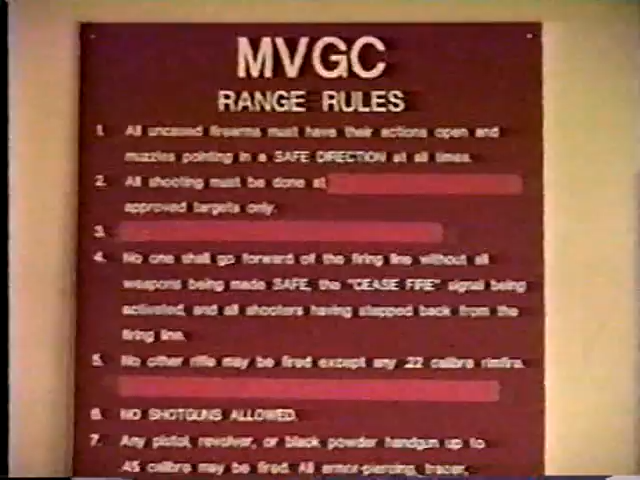 MVGC
RANGE RULES
1. All uncased firearms must have their actions open and
muzzles pointing in a SAFE DIRECTION at all times.
2. All shooting must be done at
approved targets only.
3.
4. No one shall go forward of the firing line without all
weapons being made SAFE, the "CEASE FIRE" signal being
activated, and all shooters having stepped back from the
firing line.
5. No other rifle may be fired except any .22 calibre rimfire.
6. NO SHOTGUNS ALLOWED.
7. Any pistol, revolver, or black powder handgun up to
.45 calibre may be fired. All armor-piercing, tracer,